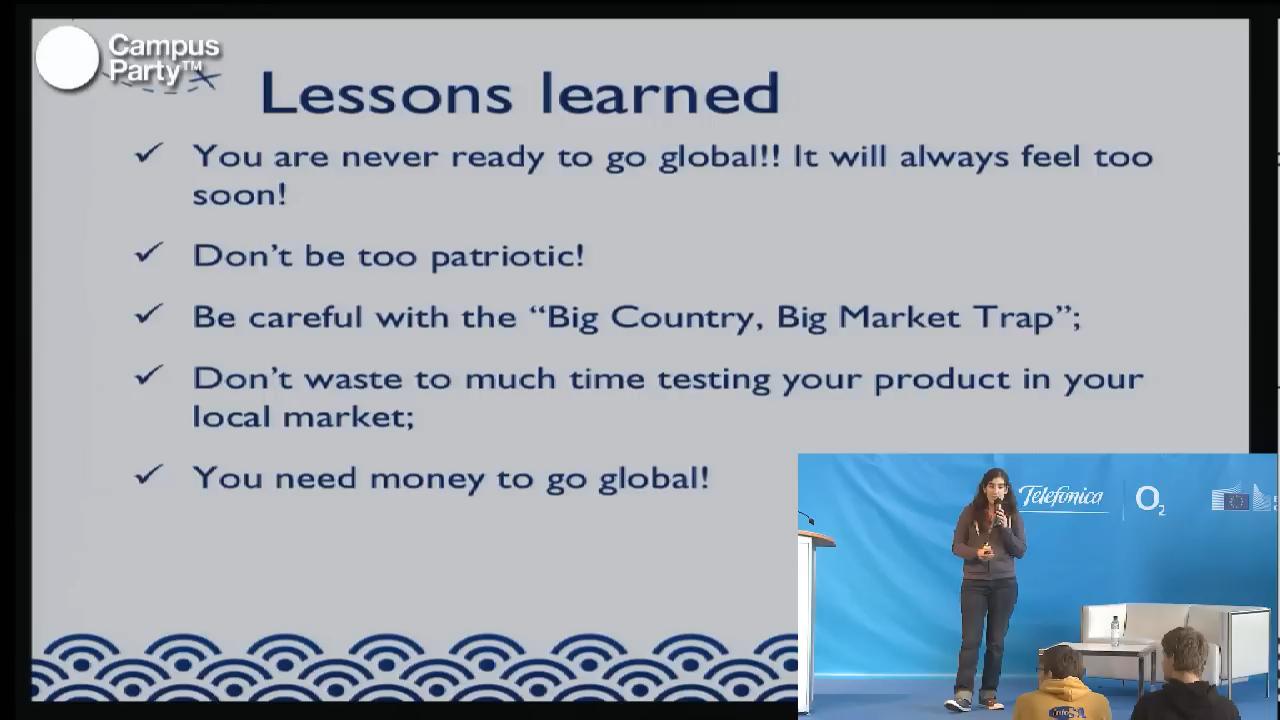 Campus
Party™
Lessons learned
✓ You are never ready to go global!! It will always feel too
soon!
✓ Don't be too patriotic!
✓ Be careful with the “Big Country, Big Market Trap”;
✓ Don't waste to much time testing your product in your
local market;
✓ You need money to go global!
Telefónica
O2